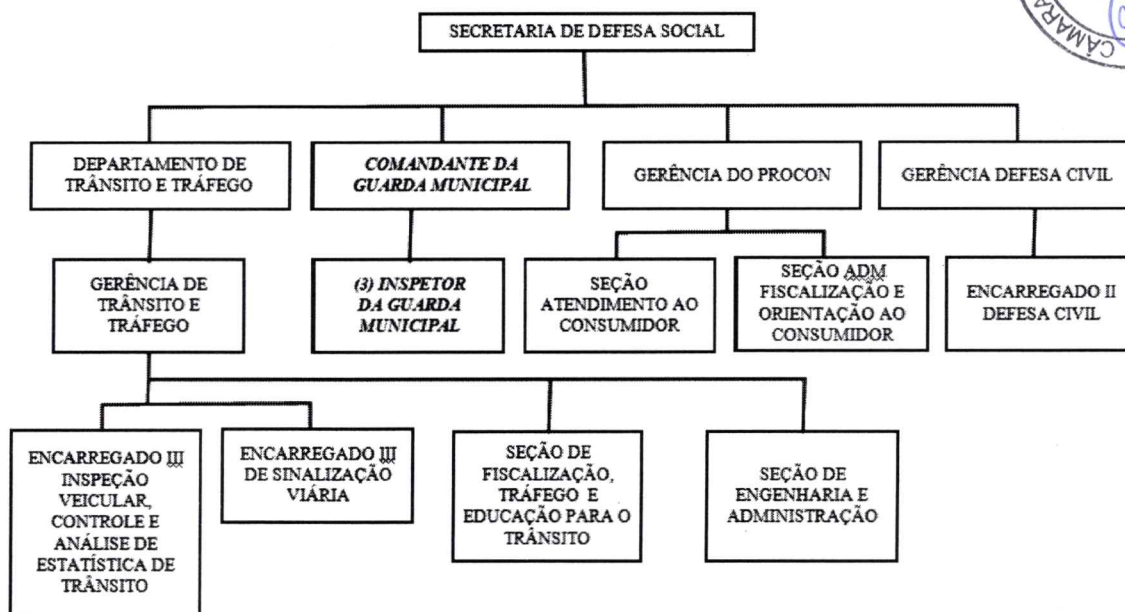 CÂMARA
SECRETARIA DE DEFESA SOCIAL
DEPARTAMENTO DE
TRÂNSITO E TRÁFEGO
COMANDANTE DA
GUARDA MUNICIPAL
GERÊNCIA DO PROCON
GERÊNCIA DEFESA CIVIL
GERÊNCIA DE
TRÂNSITO E
TRÁFEGO
(3) INSPETOR
DA GUARDA
MUNICIPAL
SEÇÃO
ATENDIMENTO AO
CONSUMIDOR
SEÇÃO ADM
FISCALIZAÇÃO E
ORIENTAÇÃO AO
CONSUMIDOR
ENCARREGADO II
DEFESA CIVIL
ENCARREGADO III
INSPEÇÃO
VEICULAR,
CONTROLE E
ANÁLISE DE
ESTATÍSTICA DE
TRÂNSITO
ENCARREGADO III
DE SINALIZAÇÃO
VIÁRIA
SEÇÃO DE
FISCALIZAÇÃO,
TRÁFEGO E
EDUCAÇÃO PARA O
TRÂNSITO
SEÇÃO DE
ENGENHARIA E
ADMINISTRAÇÃO